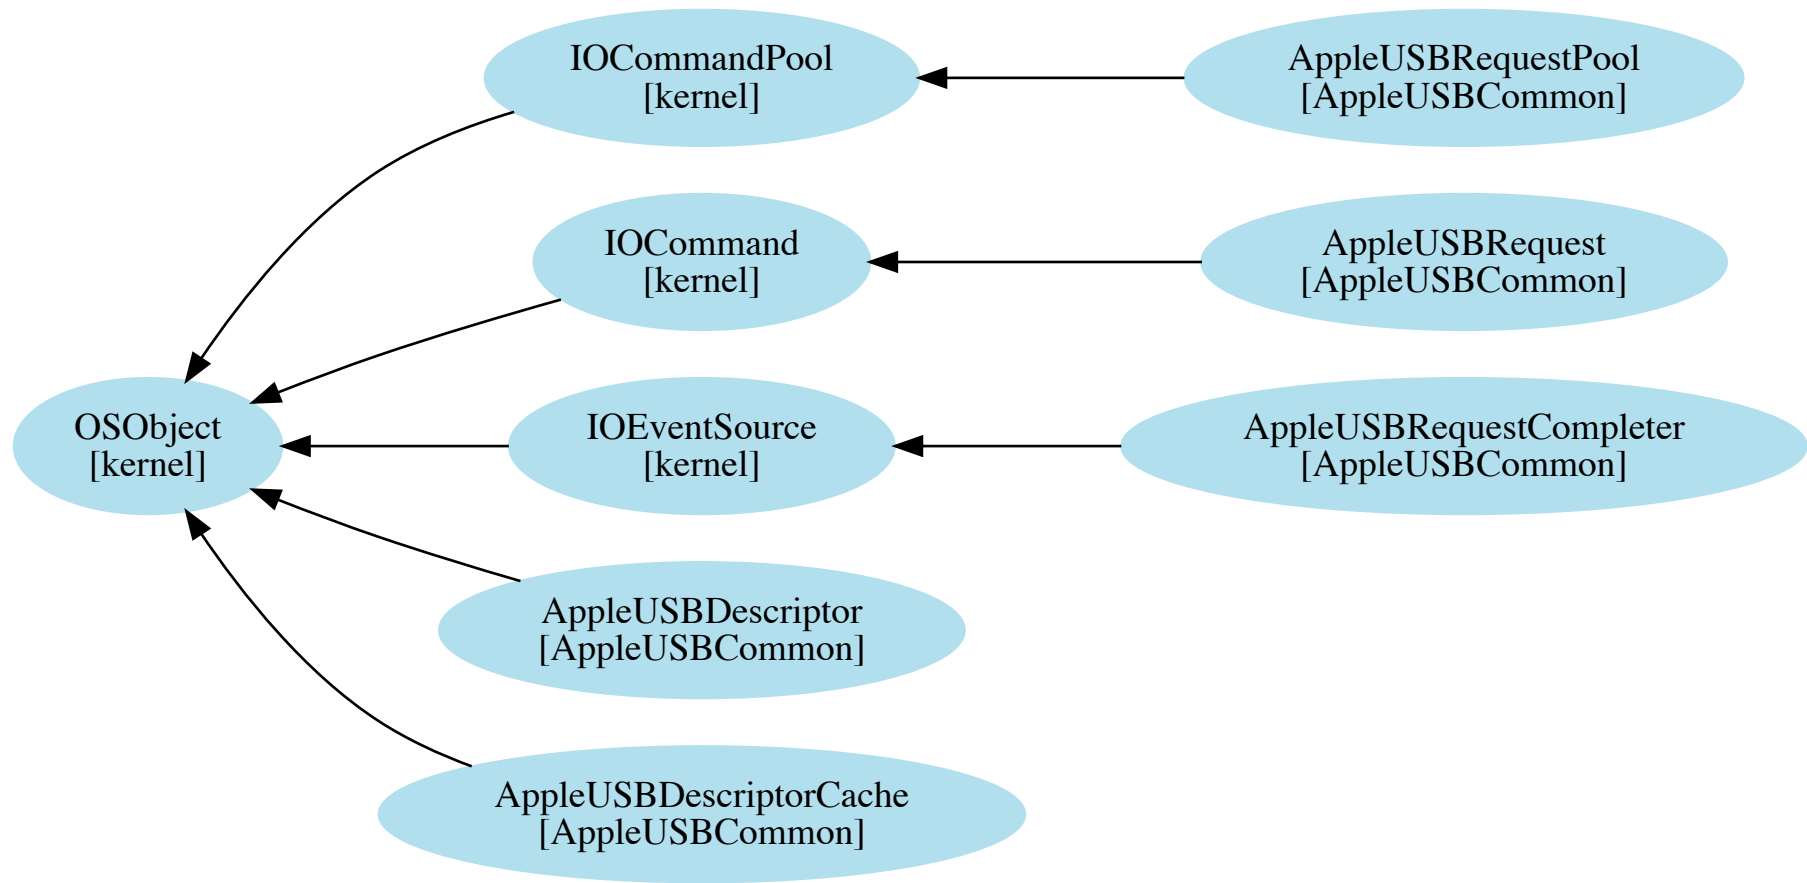 IOCommandPool
[kernel]
AppleUSBRequestPool
[AppleUSBCommon]
IOCommand
[kernel]
AppleUSBRequest
[AppleUSBCommon]
OSObject
[kernel]
IOEventSource
[kernel]
AppleUSBRequestCompleter
[AppleUSBCommon]
AppleUSBDescriptor
[AppleUSBCommon]
AppleUSBDescriptorCache
[AppleUSBCommon]